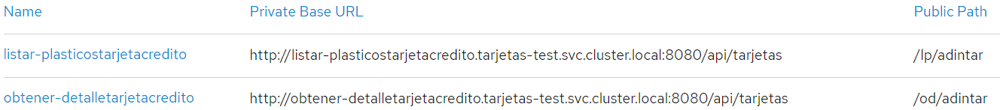 Name Private Base URL Public Path
listar-plasticostarjetacredito http://listar-plasticostarjetacredito.tarjetas-test.svc.cluster.local:8080/api/tarjetas /lp/adintar
obtener-detalletarjetacredito http://obtener-detalletarjetacredito.tarjetas-test.svc.cluster.local:8080/api/tarjetas /od/adintar